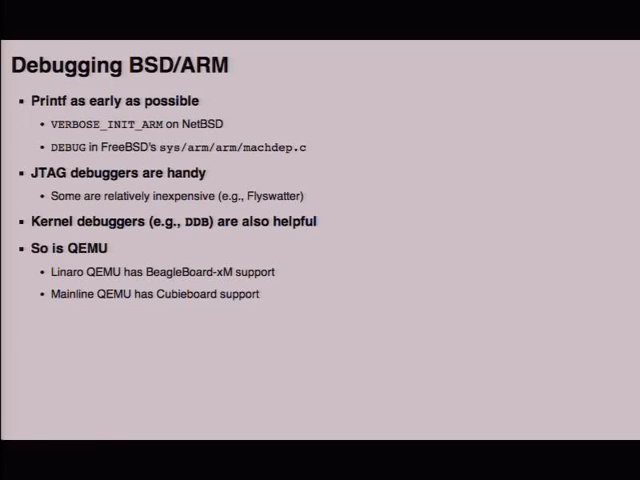 Debugging BSD/ARM
▪ Printf as early as possible
• VERBOSE_INIT_ARM on NetBSD
• DEBUG in FreeBSD's sys/arm/arm/machdep.c
▪ JTAG debuggers are handy
• Some are relatively inexpensive (e.g., Flyswatter)
▪ Kernel debuggers (e.g., DDB) are also helpful
▪ So is QEMU
• Linaro QEMU has BeagleBoard-xM support
• Mainline QEMU has Cubieboard support